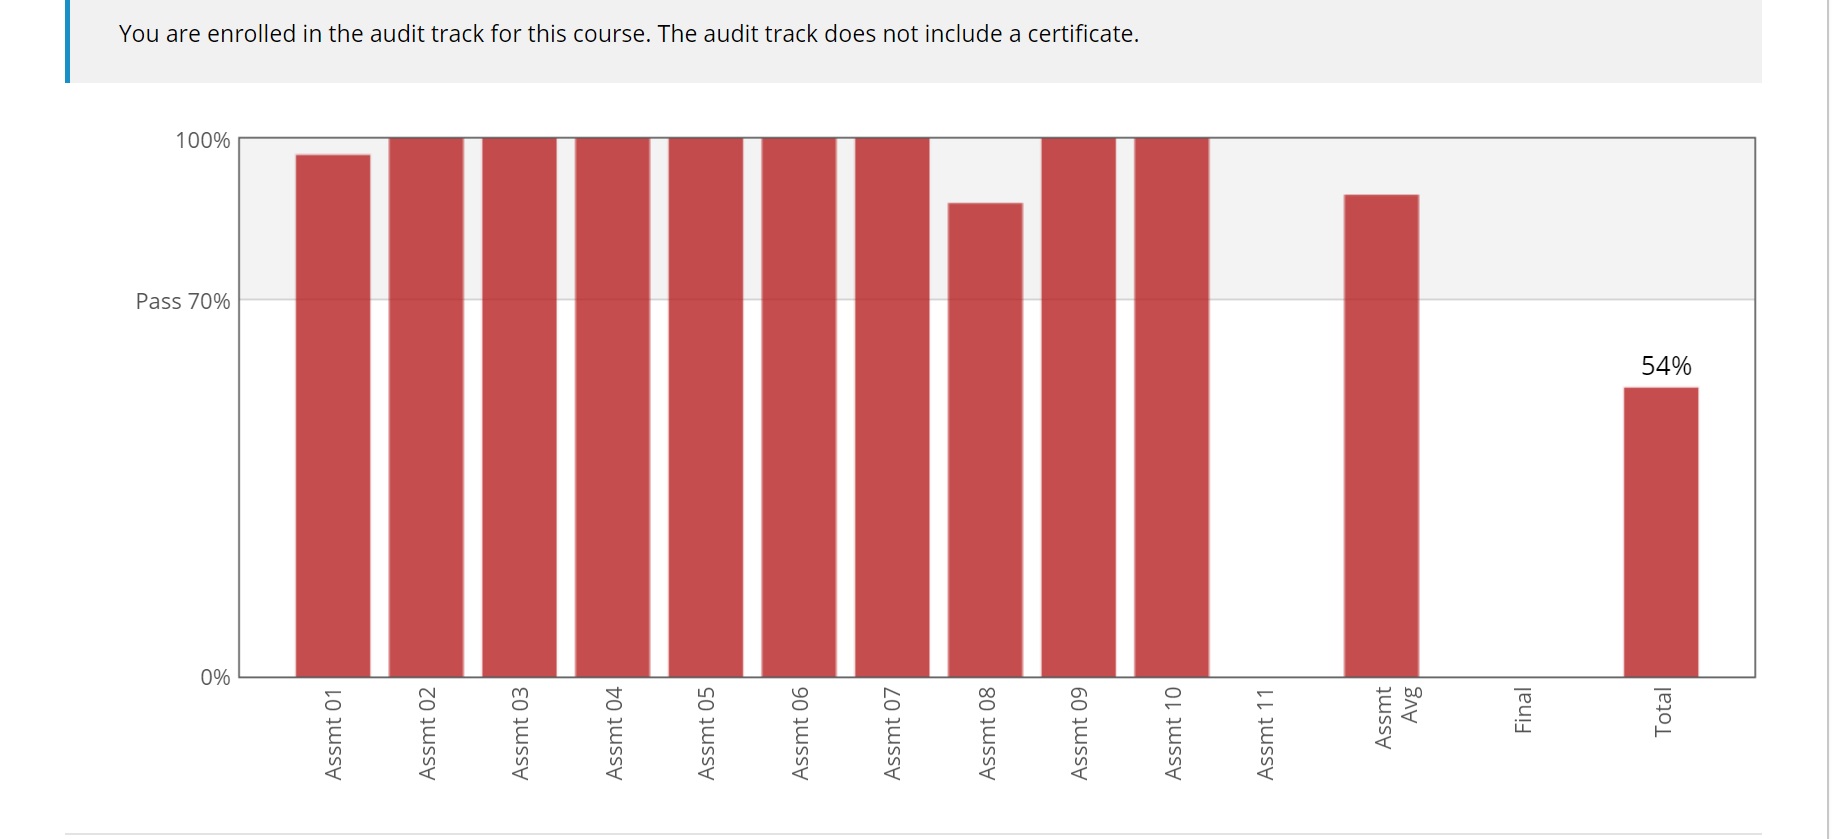 You are enrolled in the audit track for this course. The audit track does not include a certificate.
100%
Pass 70%
54%
0%
Assmt 01
Assmt 02
Assmt 03
Assmt 04
Assmt 05
Assmt 06
Assmt 07
Assmt 08
Assmt 09
Assmt 10
Assmt 11
Assmt
Avg
Final
Total